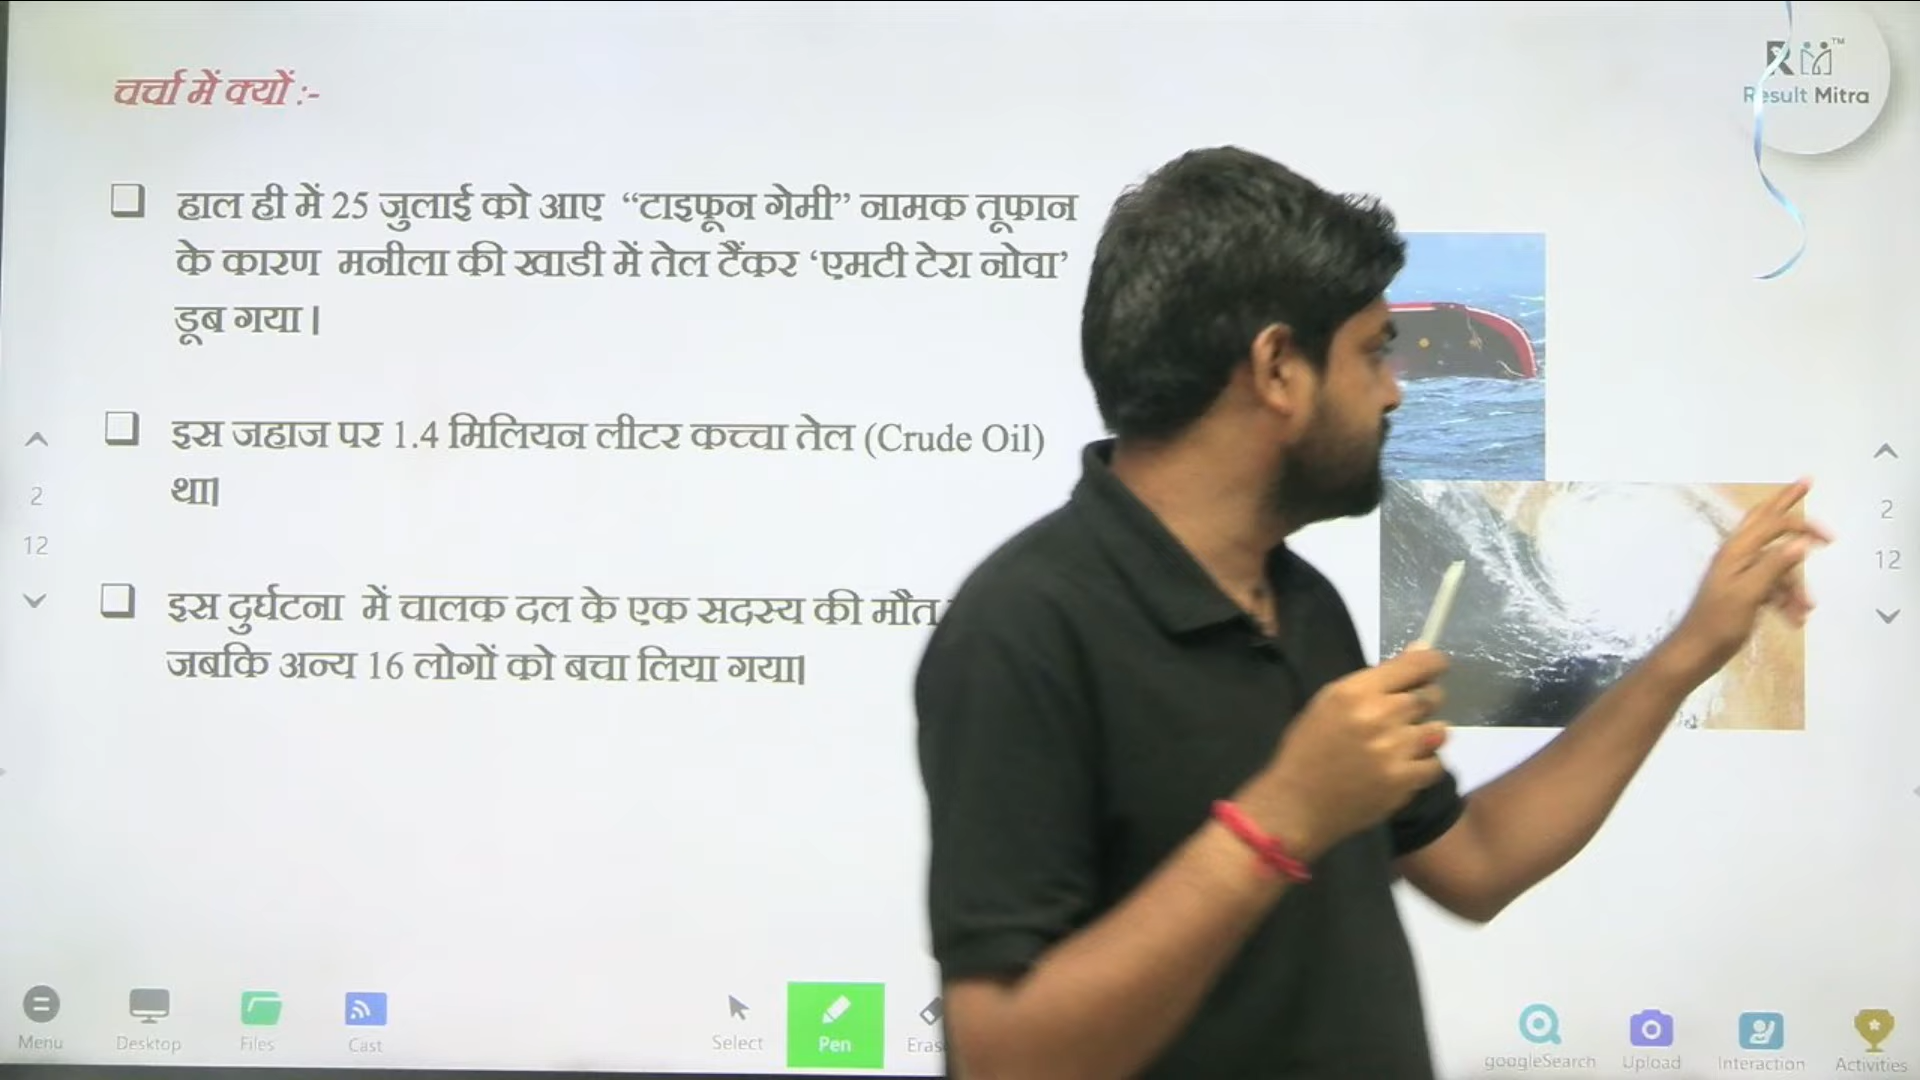 चर्चा में क्यों :-
R
TM
Result Mitra
हाल ही में 25 जुलाई को आए “टाइफून गेमी” नामक तूफान
के कारण मनीला की खाडी में तेल टैंकर ‘एमटी टेरा नोवा’
डूब गया |
इस जहाज पर 1.4 मिलियन लीटर कच्चा तेल (Crude Oil)
था|
इस दुर्घटना में चालक दल के एक सदस्य की मौत
जबकि अन्य 16 लोगों को बचा लिया गया|
2
12
2
12
Menu
Desktop
Files
Cast
Select
Pen
Eras
googleSearch
Upload
Interaction
Activities